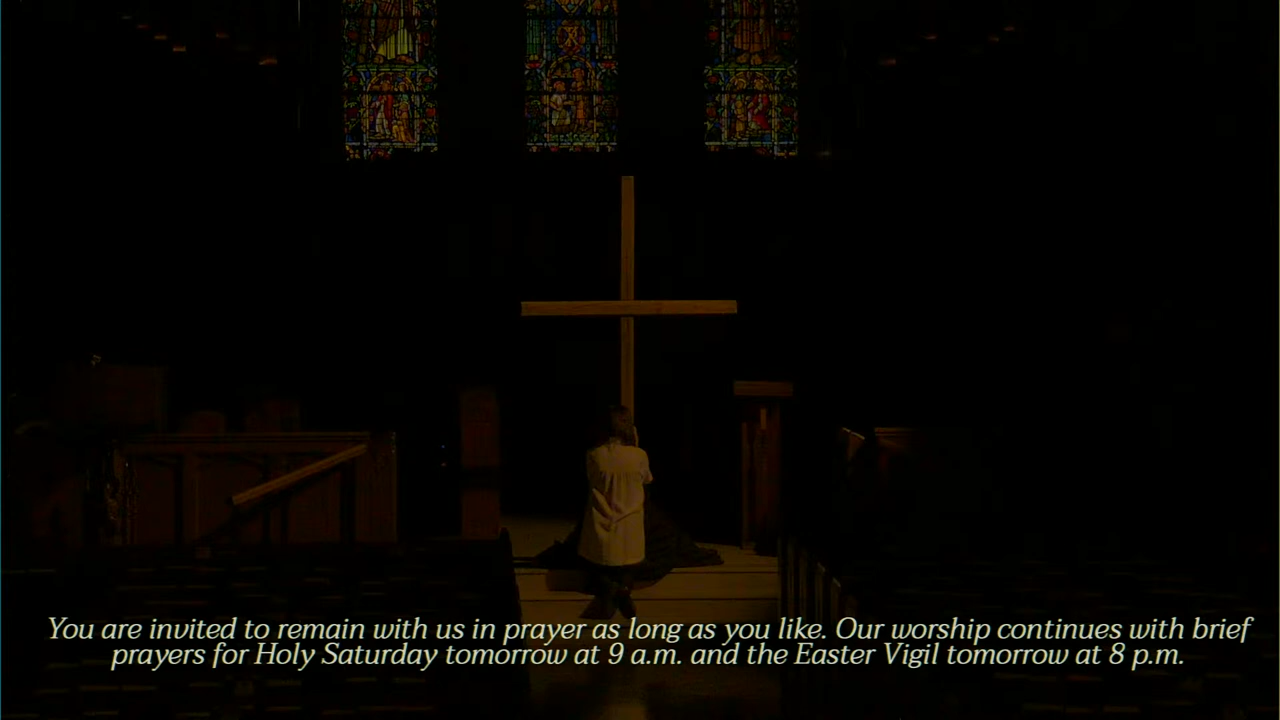 You are invited to remain with us in prayer as long as you like. Our worship continues with brief
prayers for Holy Saturday tomorrow at 9 a.m. and the Easter Vigil tomorrow at 8 p.m.